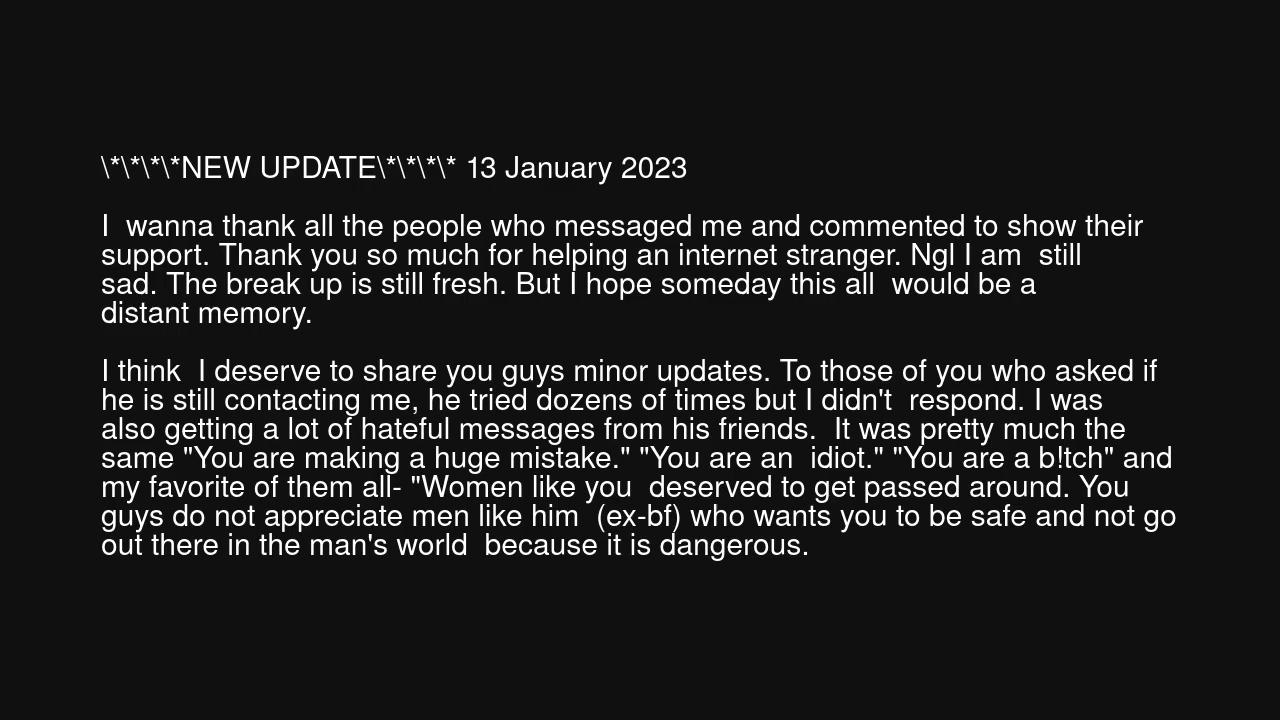 \*\*\*\*NEW UPDATE\*\*\*\* 13 January 2023
I  wanna thank all the people who messaged me and commented to show their
support. Thank you so much for helping an internet stranger. Ngl I am  still
sad. The break up is still fresh. But I hope someday this all  would be a
distant memory.
I think  I deserve to share you guys minor updates. To those of you who asked if
he is still contacting me, he tried dozens of times but I didn't  respond. I was
also getting a lot of hateful messages from his friends.  It was pretty much the
same "You are making a huge mistake." "You are an  idiot." "You are a b!tch" and
my favorite of them all- "Women like you  deserved to get passed around. You
guys do not appreciate men like him  (ex-bf) who wants you to be safe and not go
out there in the man's world  because it is dangerous.